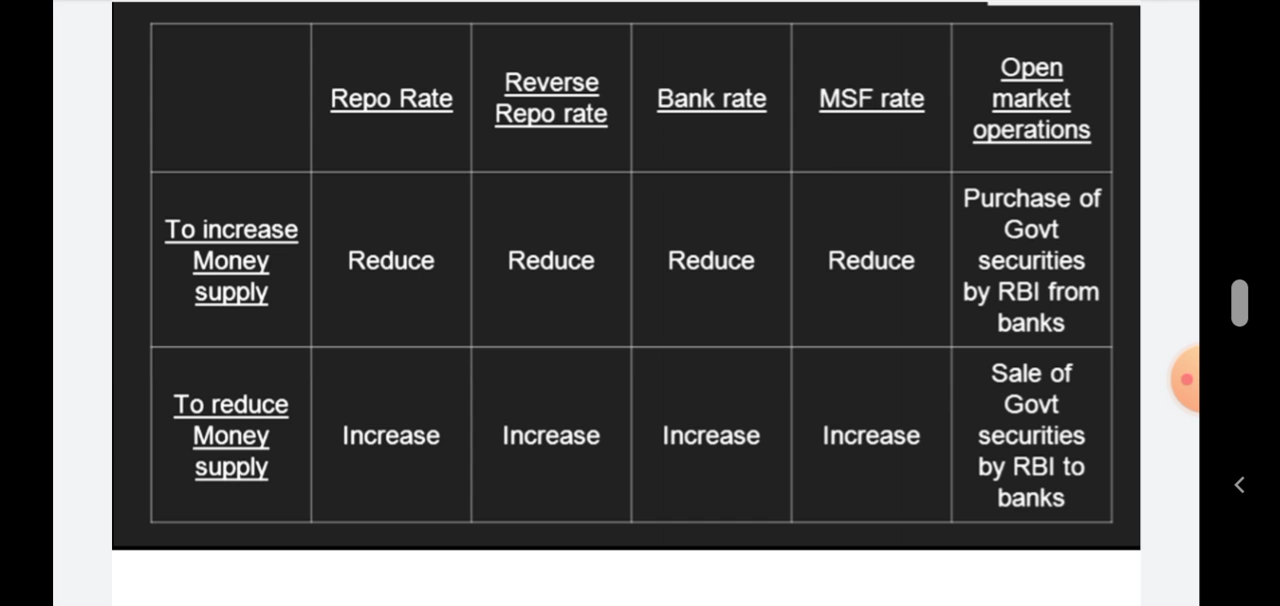 Repo Rate
Reverse
Repo rate
Bank rate
MSF rate
Open
market
operations
To increase
Money
supply
Reduce
Reduce
Reduce
Reduce
Purchase of
Govt
securities
by RBI from
banks
To reduce
Money
supply
Increase
Increase
Increase
Increase
Sale of
Govt
securities
by RBI to
banks